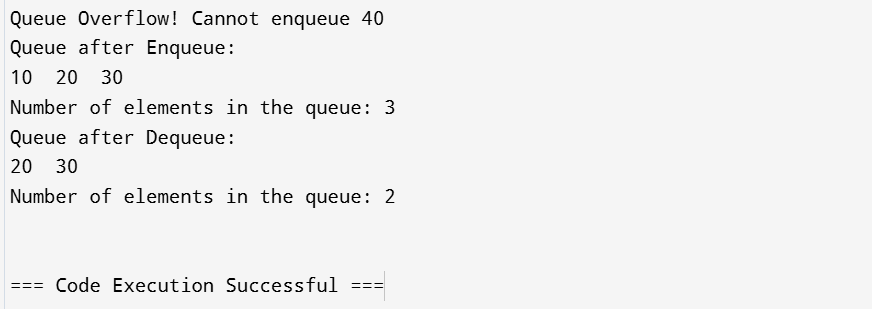 Queue Overflow! Cannot enqueue 40
Queue after Enqueue:
10  20  30
Number of elements in the queue: 3
Queue after Dequeue:
20  30
Number of elements in the queue: 2
=== Code Execution Successful ===